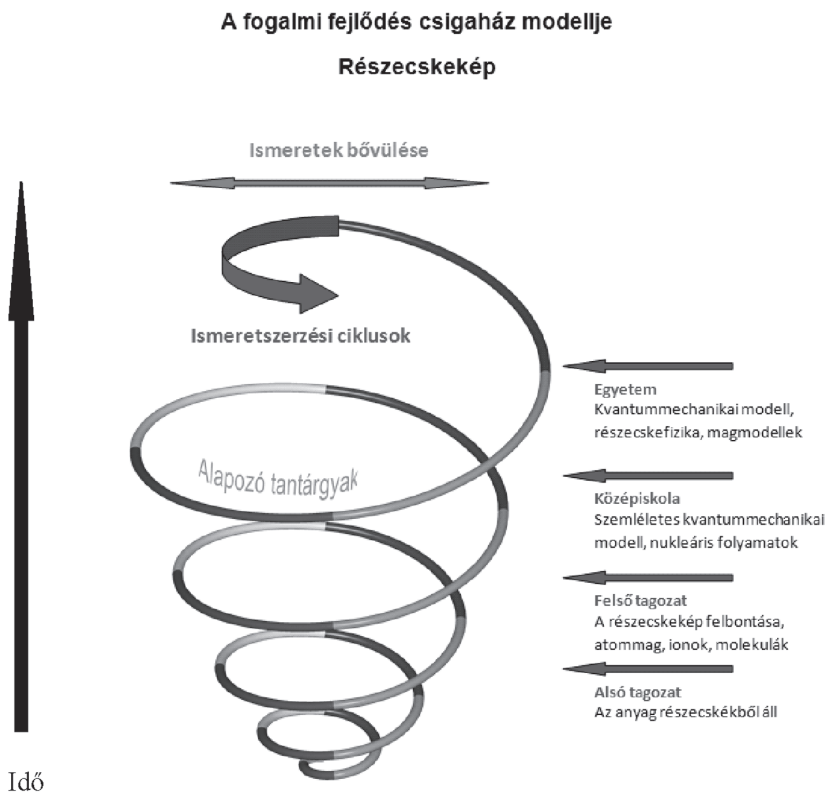 A fogalmi fejlődés csigaház modellje
Részecskekép
Ismeretek bővülése
Ismeretszerzési ciklusok
Alapozó tantárgyak
Egyetem
Kvantummechanikai modell,
részecskefizika, magmodellek
Középiskola
Szemléletes kvantummechanikai
modell, nukleáris folyamatok
Felső tagozat
A részecskekép felbontása,
atommag, ionok, molekulák
Alsó tagozat
Az anyag részecskékből áll
Idő